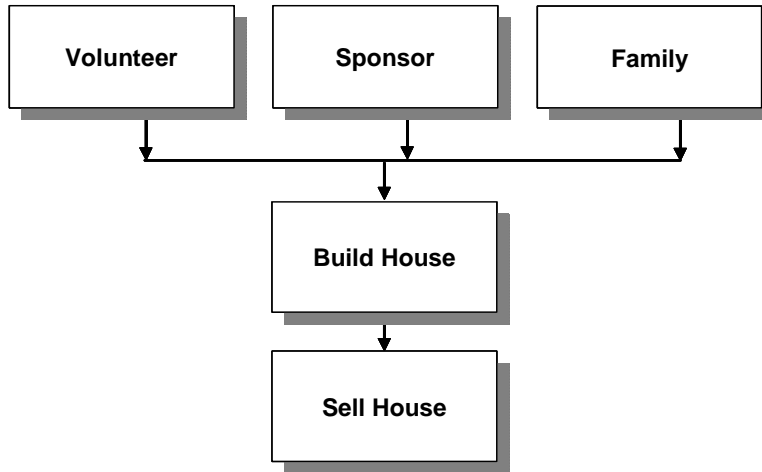 Volunteer
Sponsor
Family
Build House
Sell House